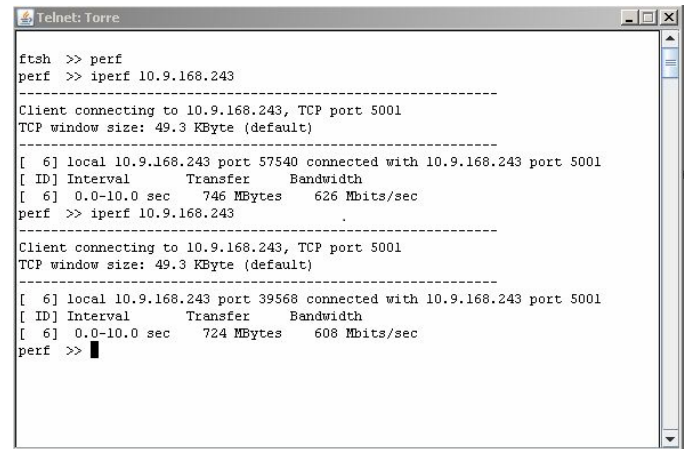 Telnet: Torre
ftsh >> perf
perf >> iperf 10.9.168.243
------------------------------------------------------------
Client connecting to 10.9.168.243, TCP port 5001
TCP window size: 49.3 KByte (default)
------------------------------------------------------------
[  6] local 10.9.168.243 port 57540 connected with 10.9.168.243 port 5001
[ ID] Interval       Transfer     Bandwidth
[  6]  0.0-10.0 sec    746 MBytes    626 Mbits/sec
perf >> iperf 10.9.168.243
------------------------------------------------------------
Client connecting to 10.9.168.243, TCP port 5001
TCP window size: 49.3 KByte (default)
------------------------------------------------------------
[  6] local 10.9.168.243 port 39568 connected with 10.9.168.243 port 5001
[ ID] Interval       Transfer     Bandwidth
[  6]  0.0-10.0 sec    724 MBytes    608 Mbits/sec
perf >>